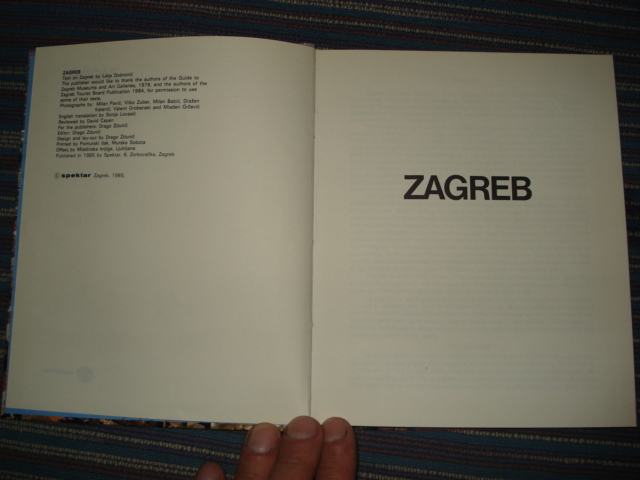 ZAGREB
Text on Zagreb by Lelja Dobronić
The publisher would like to thank the authors of the Guide to
Zagreb Museums and Art Galleries, 1979, and the authors of the
Zagreb Tourist Board Publication 1984, for permission to use
some of their texts.
Photographs by: Milan Pavić, Vilko Zuber, Milan Babić, Dražen
Kalenić, Valent Grobenski and Mladen Grčević
English translation by Sonja
Reviewed by David
For the publishers: Drago Zdunić
Editor: Drago Zdunić
Design and lay-out by Drago Zdunić
Printed by Pomurski tisk, Murska Sobota
Offset by Mladinska knjiga, Ljubljana
Published in 1985 by Spektar, Zagreb
© spektar Zagreb, 1985.
ZAGREB